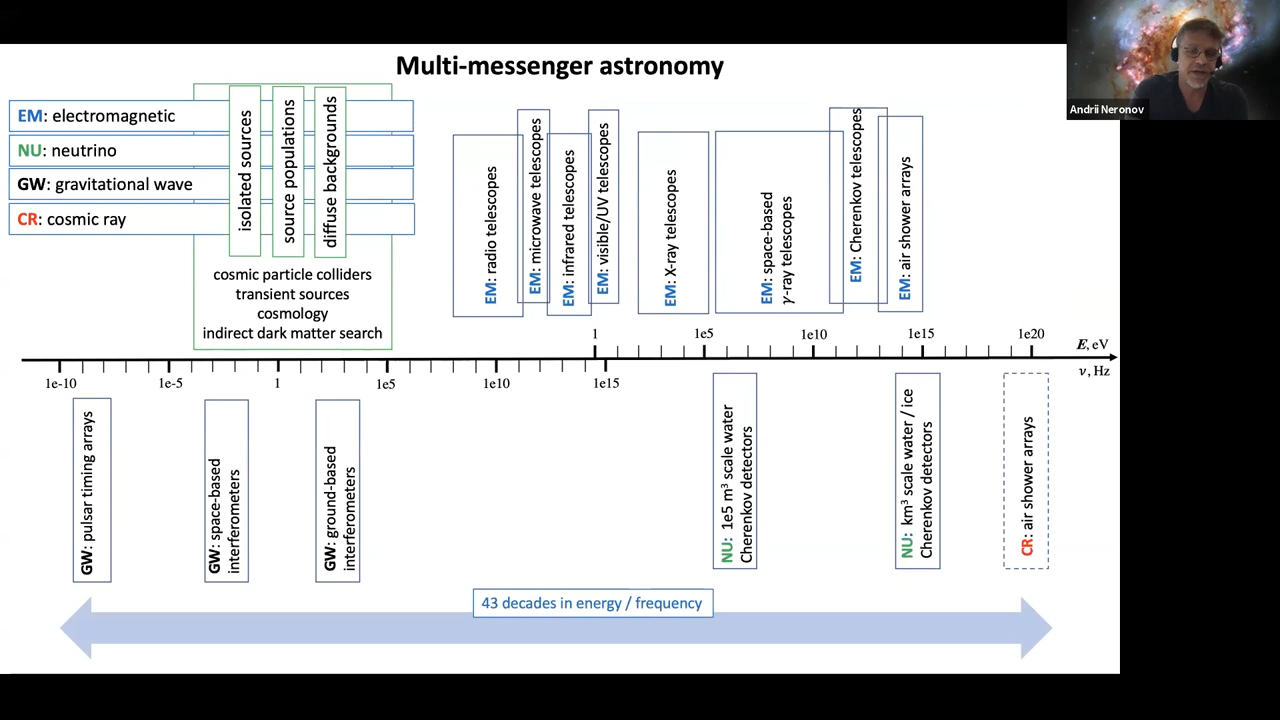 Multi-messenger astronomy
Andrii Neronov
EM: electromagnetic
NU: neutrino
GW: gravitational wave
CR: cosmic ray
isolated sources
source populations
diffuse backgrounds
cosmic particle colliders
transient sources
cosmology
indirect dark matter search
EM: radio telescopes
EM: microwave telescopes
EM: infrared telescopes
EM: visible/UV telescopes
EM: X-ray telescopes
EM: space-based
γ-ray telescopes
EM: Cherenkov telescopes
EM: air shower arrays
1 1e5 1e10 1e15 1e20 E, eV
1e-10 1e-5 1 1e5 1e10 1e15 ν, Hz
GW: pulsar timing arrays
GW: space-based
interferometers
GW: ground-based
interferometers
NU: 1e5 m³ scale water
Cherenkov detectors
NU: km³ scale water / ice
Cherenkov detectors
CR: air shower arrays
43 decades in energy / frequency